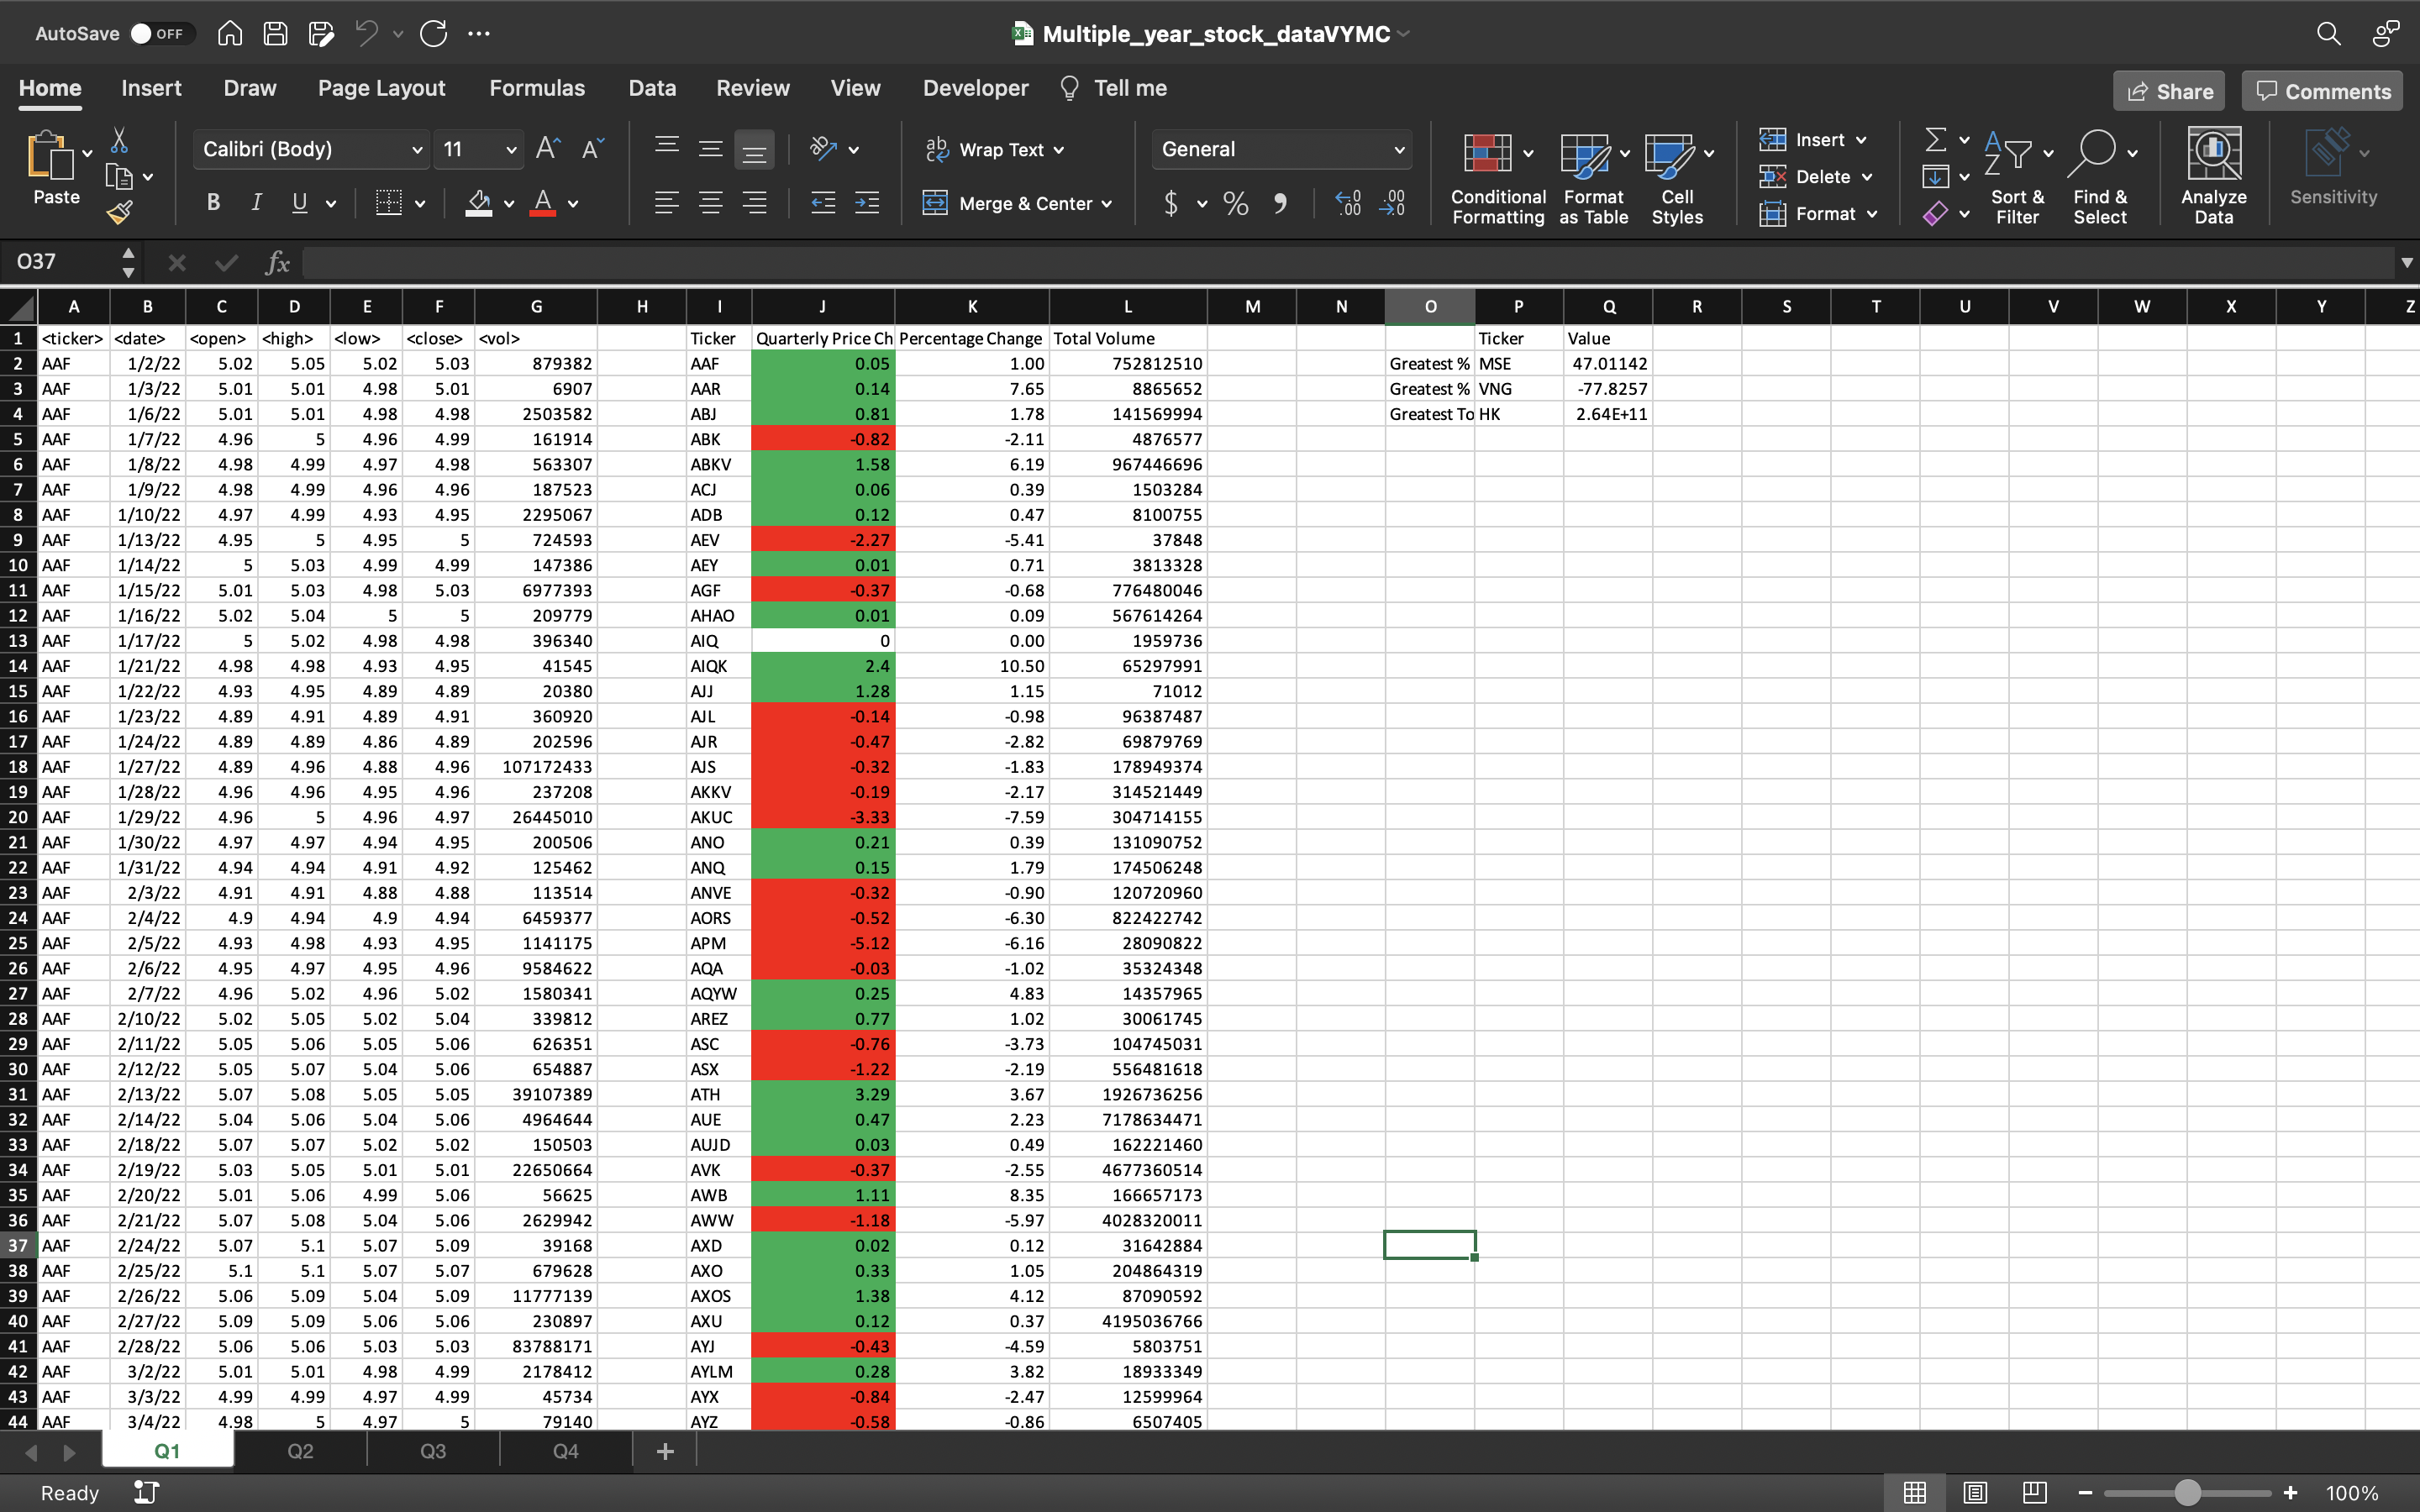 AutoSave OFF Multiple_year_stock_dataVYMC
Home Insert Draw Page Layout Formulas Data Review View Developer Tell me Share Comments
Paste Calibri (Body) 11 Wrap Text General Conditional Formatting Format as Table Cell Styles Insert Sort & Filter Find & Select Analyze Data Sensitivity
Delete
B I U Merge & Center $ % Format
O37 fx
A B C D E F G H I J K L M N O P Q R S T U V W X Y Z
1 <ticker> <date> <open> <high> <low> <close> <vol> Ticker Quarterly Price Ch Percentage Change Total Volume Ticker Value
2 AAF 1/2/22 5.02 5.05 5.02 5.03 879382 AAF 0.05 1.00 752812510 Greatest % MSE 47.01142
3 AAF 1/3/22 5.01 5.01 4.98 5.01 6907 AAR 0.14 7.65 8865652 Greatest % VNG -77.8257
4 AAF 1/6/22 5.01 5.01 4.98 4.98 2503582 ABJ 0.81 1.78 141569994 Greatest To HK 2.64E+11
5 AAF 1/7/22 4.96 5 4.96 4.99 161914 ABK -0.82 -2.11 4876577
6 AAF 1/8/22 4.98 4.99 4.97 4.98 563307 ABKV 1.58 6.19 967446696
7 AAF 1/9/22 4.98 4.99 4.96 4.96 187523 ACJ 0.06 0.39 1503284
8 AAF 1/10/22 4.97 4.99 4.93 4.95 2295067 ADB 0.12 0.47 8100755
9 AAF 1/13/22 4.95 5 4.95 5 724593 AEV -2.27 -5.41 37848
10 AAF 1/14/22 5 5.03 4.99 4.99 147386 AEY 0.01 0.71 3813328
11 AAF 1/15/22 5.01 5.03 4.98 5.03 6977393 AGF -0.37 -0.68 776480046
12 AAF 1/16/22 5.02 5.04 5 5 209779 AHAO 0.01 0.09 567614264
13 AAF 1/17/22 5 5.02 4.98 4.98 396340 AIQ 0 0.00 1959736
14 AAF 1/21/22 4.98 4.98 4.93 4.95 41545 AIQK 2.4 10.50 65297991
15 AAF 1/22/22 4.93 4.95 4.89 4.89 20380 AJJ 1.28 1.15 71012
16 AAF 1/23/22 4.89 4.91 4.89 4.91 360920 AJL -0.14 -0.98 96387487
17 AAF 1/24/22 4.89 4.89 4.86 4.89 202596 AJR -0.47 -2.82 69879769
18 AAF 1/27/22 4.89 4.96 4.88 4.96 107172433 AJS -0.32 -1.83 178949374
19 AAF 1/28/22 4.96 4.96 4.95 4.96 237208 AKKV -0.19 -2.17 314521449
20 AAF 1/29/22 4.96 5 4.96 4.97 26445010 AKUC -3.33 -7.59 304714155
21 AAF 1/30/22 4.97 4.97 4.94 4.95 200506 ANO 0.21 0.39 131090752
22 AAF 1/31/22 4.94 4.94 4.91 4.92 125462 ANQ 0.15 1.79 174506248
23 AAF 2/3/22 4.91 4.91 4.88 4.88 113514 ANVE -0.32 -0.90 120720960
24 AAF 2/4/22 4.9 4.94 4.9 4.94 6459377 AORS -0.52 -6.30 822422742
25 AAF 2/5/22 4.93 4.98 4.93 4.95 1141175 APM -5.12 -6.16 28090822
26 AAF 2/6/22 4.95 4.97 4.95 4.96 9584622 AQA -0.03 -1.02 35324348
27 AAF 2/7/22 4.96 5.02 4.96 5.02 1580341 AQYW 0.25 4.83 14357965
28 AAF 2/10/22 5.02 5.05 5.02 5.04 339812 AREZ 0.77 1.02 30061745
29 AAF 2/11/22 5.05 5.06 5.05 5.06 626351 ASC -0.76 -3.73 104745031
30 AAF 2/12/22 5.05 5.07 5.04 5.06 654887 ASX -1.22 -2.19 556481618
31 AAF 2/13/22 5.07 5.08 5.05 5.05 39107389 ATH 3.29 3.67 1926736256
32 AAF 2/14/22 5.04 5.06 5.04 5.06 4964644 AUE 0.47 2.23 7178634471
33 AAF 2/18/22 5.07 5.07 5.02 5.02 150503 AUJD 0.03 0.49 162221460
34 AAF 2/19/22 5.03 5.05 5.01 5.01 22650664 AVK -0.37 -2.55 4677360514
35 AAF 2/20/22 5.01 5.06 4.99 5.06 56625 AWB 1.11 8.35 166657173
36 AAF 2/21/22 5.07 5.08 5.04 5.06 2629942 AWW -1.18 -5.97 4028320011
37 AAF 2/24/22 5.07 5.1 5.07 5.09 39168 AXD 0.02 0.12 31642884
38 AAF 2/25/22 5.1 5.1 5.07 5.07 679628 AXO 0.33 1.05 204864319
39 AAF 2/26/22 5.06 5.09 5.04 5.09 11777139 AXOS 1.38 4.12 87090592
40 AAF 2/27/22 5.09 5.09 5.06 5.06 230897 AXU 0.12 0.37 4195036766
41 AAF 2/28/22 5.06 5.06 5.03 5.03 83788171 AYJ -0.43 -4.59 5803751
42 AAF 3/2/22 5.01 5.01 4.98 4.99 2178412 AYLM 0.28 3.82 18933349
43 AAF 3/3/22 4.99 4.99 4.97 4.99 45734 AYX -0.84 -2.47 12599964
44 AAF 3/4/22 4.98 5 4.97 5 79140 AYZ -0.58 -0.86 6507405
Q1 Q2 Q3 Q4 +
Ready 100%